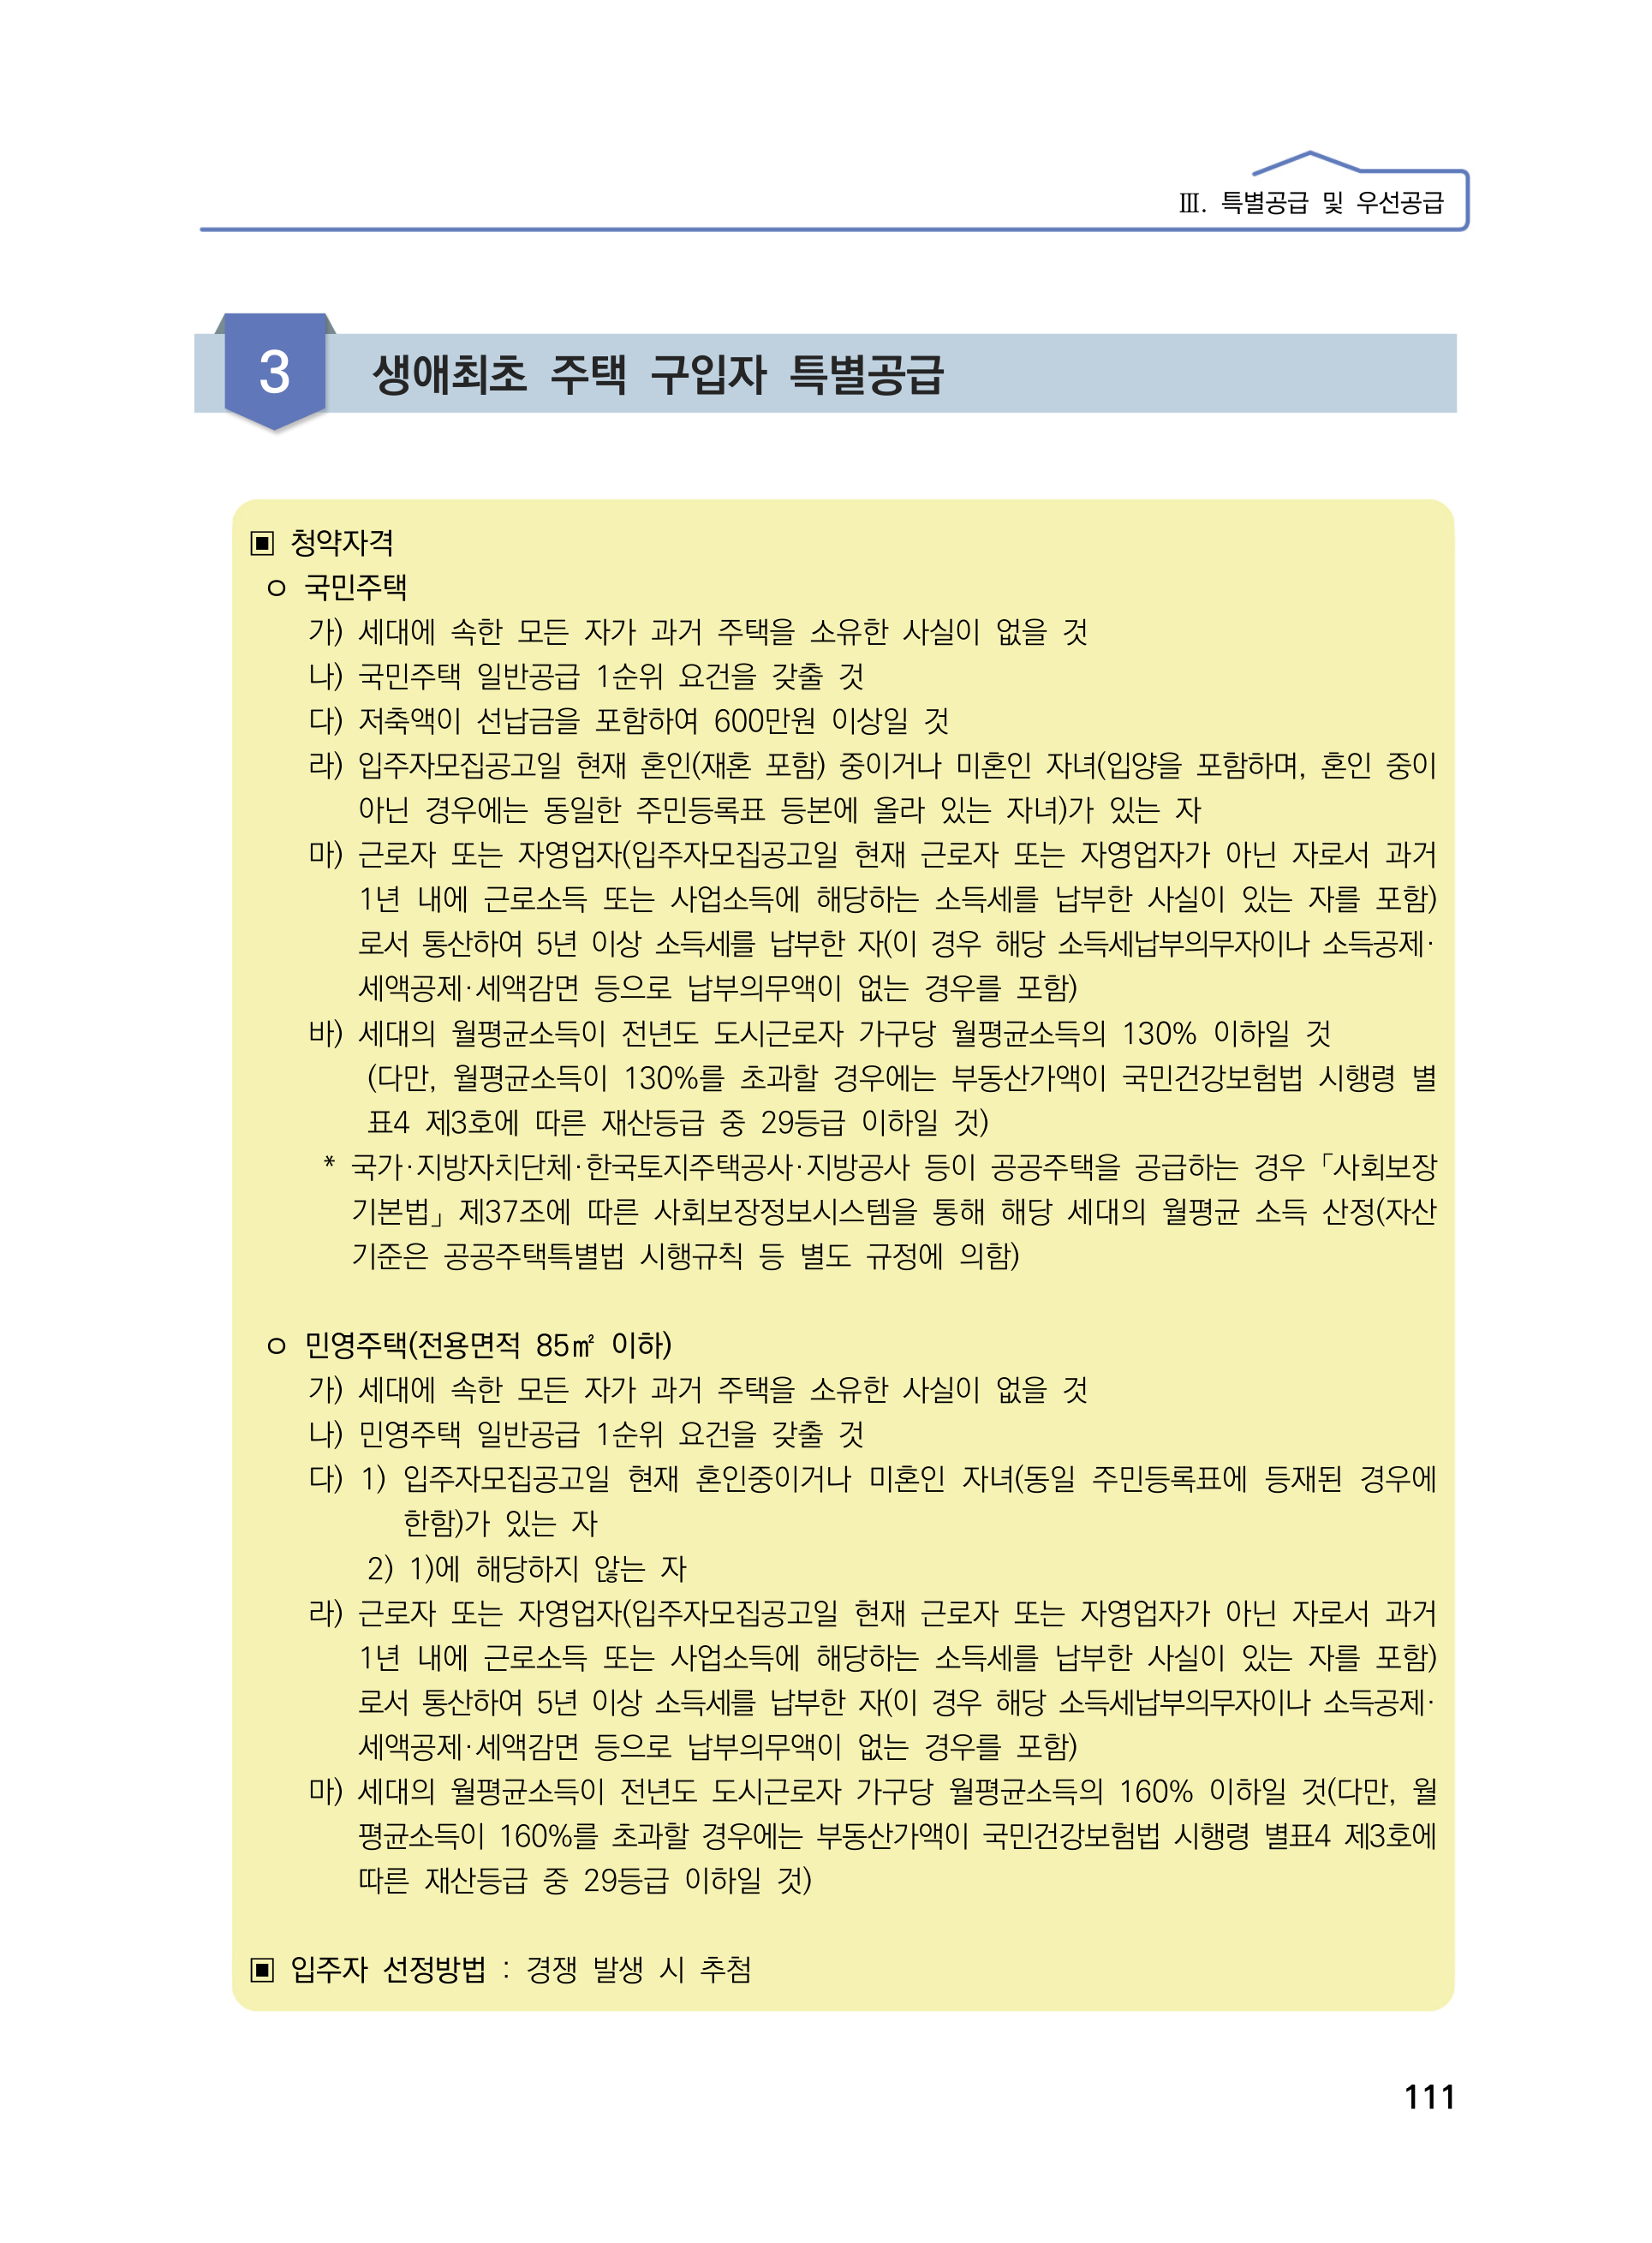 Ⅲ. 특별공급 및 우선공급
3 생애최초 주택 구입자 특별공급
▣ 청약자격
ㅇ 국민주택
가) 세대에 속한 모든 자가 과거 주택을 소유한 사실이 없을 것
나) 국민주택 일반공급 1순위 요건을 갖출 것
다) 저축액이 선납금을 포함하여 600만원 이상일 것
라) 입주자모집공고일 현재 혼인(재혼 포함) 중이거나 미혼인 자녀(입양을 포함하며, 혼인 중이
아닌 경우에는 동일한 주민등록표 등본에 올라 있는 자녀)가 있는 자
마) 근로자 또는 자영업자(입주자모집공고일 현재 근로자 또는 자영업자가 아닌 자로서 과거
1년 내에 근로소득 또는 사업소득에 해당하는 소득세를 납부한 사실이 있는 자를 포함)
로서 통산하여 5년 이상 소득세를 납부한 자(이 경우 해당 소득세납부의무자이나 소득공제·
세액공제·세액감면 등으로 납부의무액이 없는 경우를 포함)
바) 세대의 월평균소득이 전년도 도시근로자 가구당 월평균소득의 130% 이하일 것
(다만, 월평균소득이 130%를 초과할 경우에는 부동산가액이 국민건강보험법 시행령 별
표4 제3호에 따른 재산등급 중 29등급 이하일 것)
* 국가·지방자치단체·한국토지주택공사·지방공사 등이 공공주택을 공급하는 경우 「사회보장
기본법」 제37조에 따른 사회보장정보시스템을 통해 해당 세대의 월평균 소득 산정(자산
기준은 공공주택특별법 시행규칙 등 별도 규정에 의함)
ㅇ 민영주택(전용면적 85㎡ 이하)
가) 세대에 속한 모든 자가 과거 주택을 소유한 사실이 없을 것
나) 민영주택 일반공급 1순위 요건을 갖출 것
다) 1) 입주자모집공고일 현재 혼인중이거나 미혼인 자녀(동일 주민등록표에 등재된 경우에
한함)가 있는 자
2) 1)에 해당하지 않는 자
라) 근로자 또는 자영업자(입주자모집공고일 현재 근로자 또는 자영업자가 아닌 자로서 과거
1년 내에 근로소득 또는 사업소득에 해당하는 소득세를 납부한 사실이 있는 자를 포함)
로서 통산하여 5년 이상 소득세를 납부한 자(이 경우 해당 소득세납부의무자이나 소득공제·
세액공제·세액감면 등으로 납부의무액이 없는 경우를 포함)
마) 세대의 월평균소득이 전년도 도시근로자 가구당 월평균소득의 160% 이하일 것(다만, 월
평균소득이 160%를 초과할 경우에는 부동산가액이 국민건강보험법 시행령 별표4 제3호에
따른 재산등급 중 29등급 이하일 것)
▣ 입주자 선정방법 : 경쟁 발생 시 추첨
111